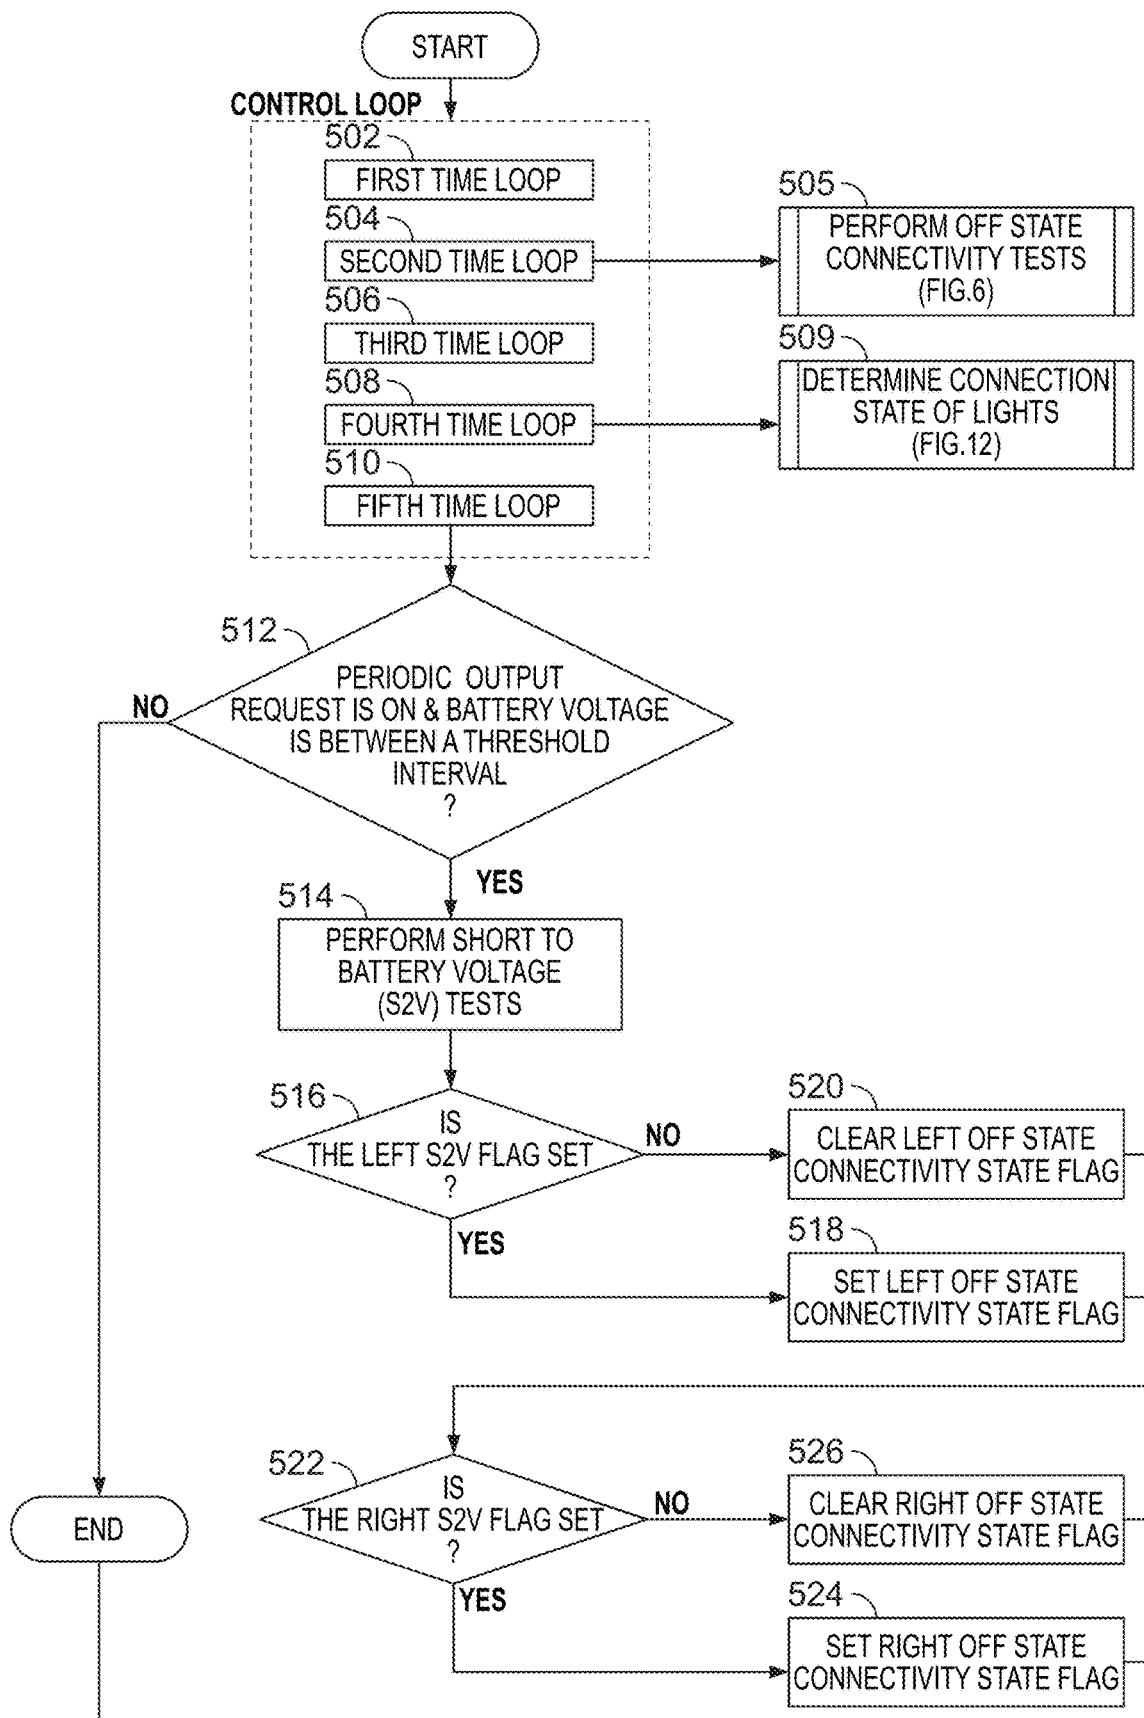 START
CONTROL LOOP
502
FIRST TIME LOOP
504
SECOND TIME LOOP
505
PERFORM OFF STATE
CONNECTIVITY TESTS
(FIG.6)
506
THIRD TIME LOOP
508
FOURTH TIME LOOP
509
DETERMINE CONNECTION
STATE OF LIGHTS
(FIG.12)
510
FIFTH TIME LOOP
512
PERIODIC OUTPUT
REQUEST IS ON & BATTERY VOLTAGE
IS BETWEEN A THRESHOLD
INTERVAL
?
NO
YES
514
PERFORM SHORT TO
BATTERY VOLTAGE
(S2V) TESTS
516
IS
THE LEFT S2V FLAG SET
?
NO
YES
520
CLEAR LEFT OFF STATE
CONNECTIVITY STATE FLAG
518
SET LEFT OFF STATE
CONNECTIVITY STATE FLAG
522
IS
THE RIGHT S2V FLAG SET
?
NO
YES
526
CLEAR RIGHT OFF STATE
CONNECTIVITY STATE FLAG
524
SET RIGHT OFF STATE
CONNECTIVITY STATE FLAG
END